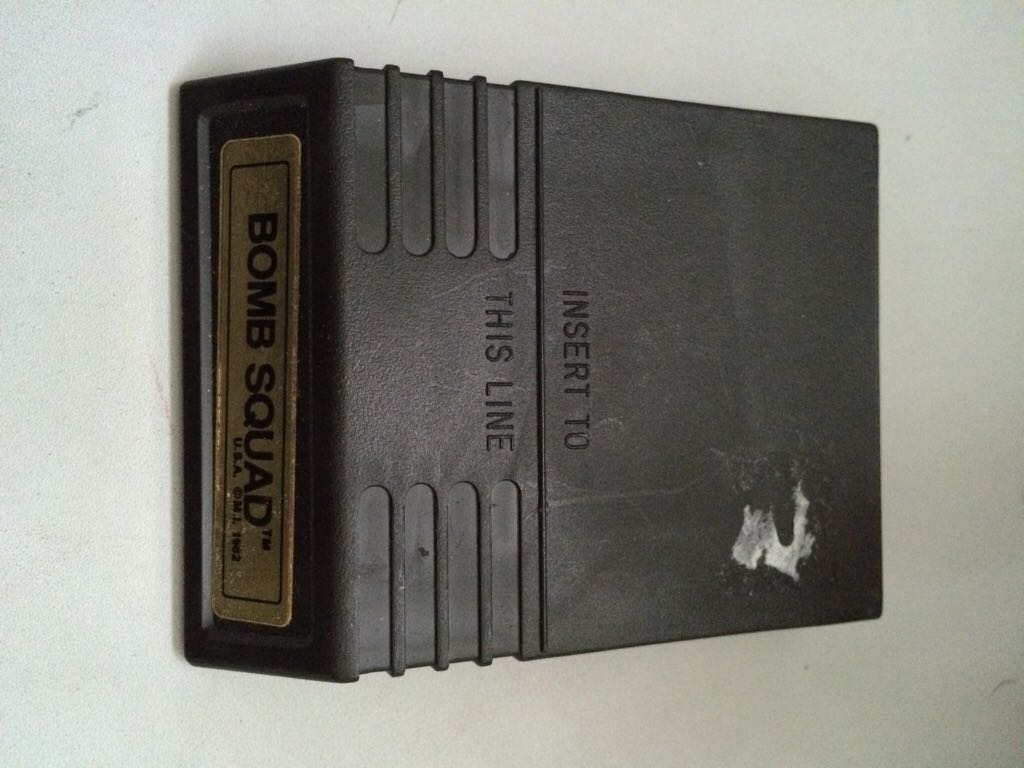 BOMB SQUAD™
U.S.A. © M.I. 1982
INSERT TO
THIS LINE